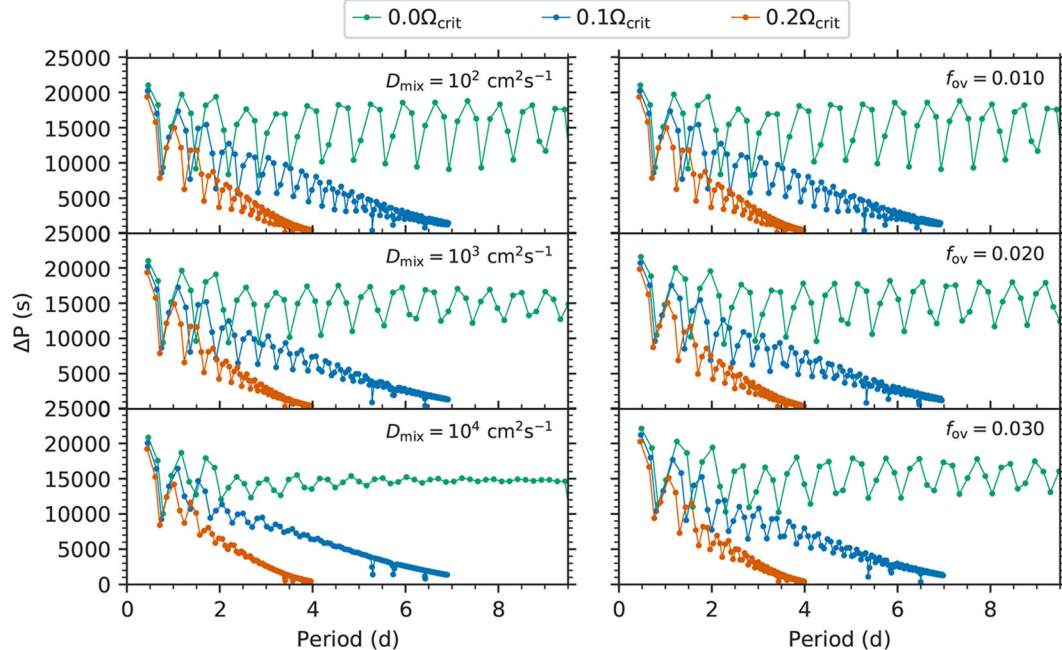 0.0Ωcrit 0.1Ωcrit 0.2Ωcrit
25000
20000
15000
10000
5000
Dmix = 10² cm²s⁻¹
fov = 0.010
25000
20000
15000
10000
5000
Dmix = 10³ cm²s⁻¹
fov = 0.020
25000
20000
15000
10000
5000
0
Dmix = 10⁴ cm²s⁻¹
fov = 0.030
ΔP (s)
0 2 4 6 8 0 2 4 6 8
Period (d) Period (d)